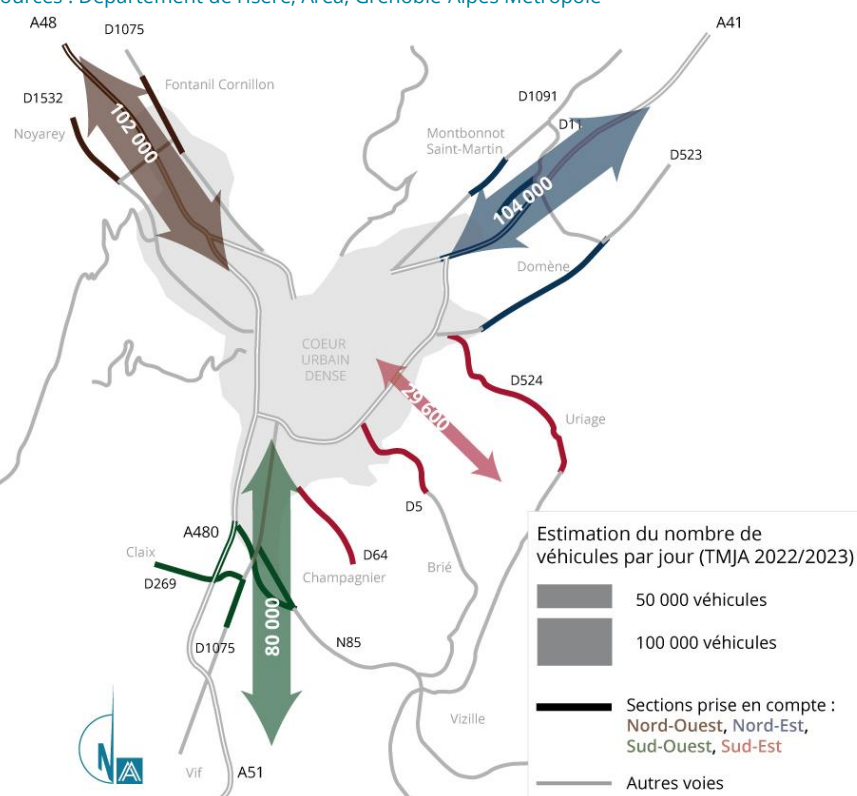 ources : Département de l'Isère, Area, Grenoble-Alpes Métropole
A48
D1075
A41
Fontanil Cornillon
D1532
Noyarey
102 000
D1091
D11
Montbonnot
Saint-Martin
D523
104 000
Domène
COEUR
URBAIN
DENSE
29 600
D524
Uriage
D5
A480
D64
Claix
D269
Champagnier
Brié
80 000
D1075
N85
Vizille
Vif
A51
N
Estimation du nombre de
véhicules par jour (TMJA 2022/2023)
50 000 véhicules
100 000 véhicules
Sections prise en compte :
Nord-Ouest, Nord-Est,
Sud-Ouest, Sud-Est
Autres voies